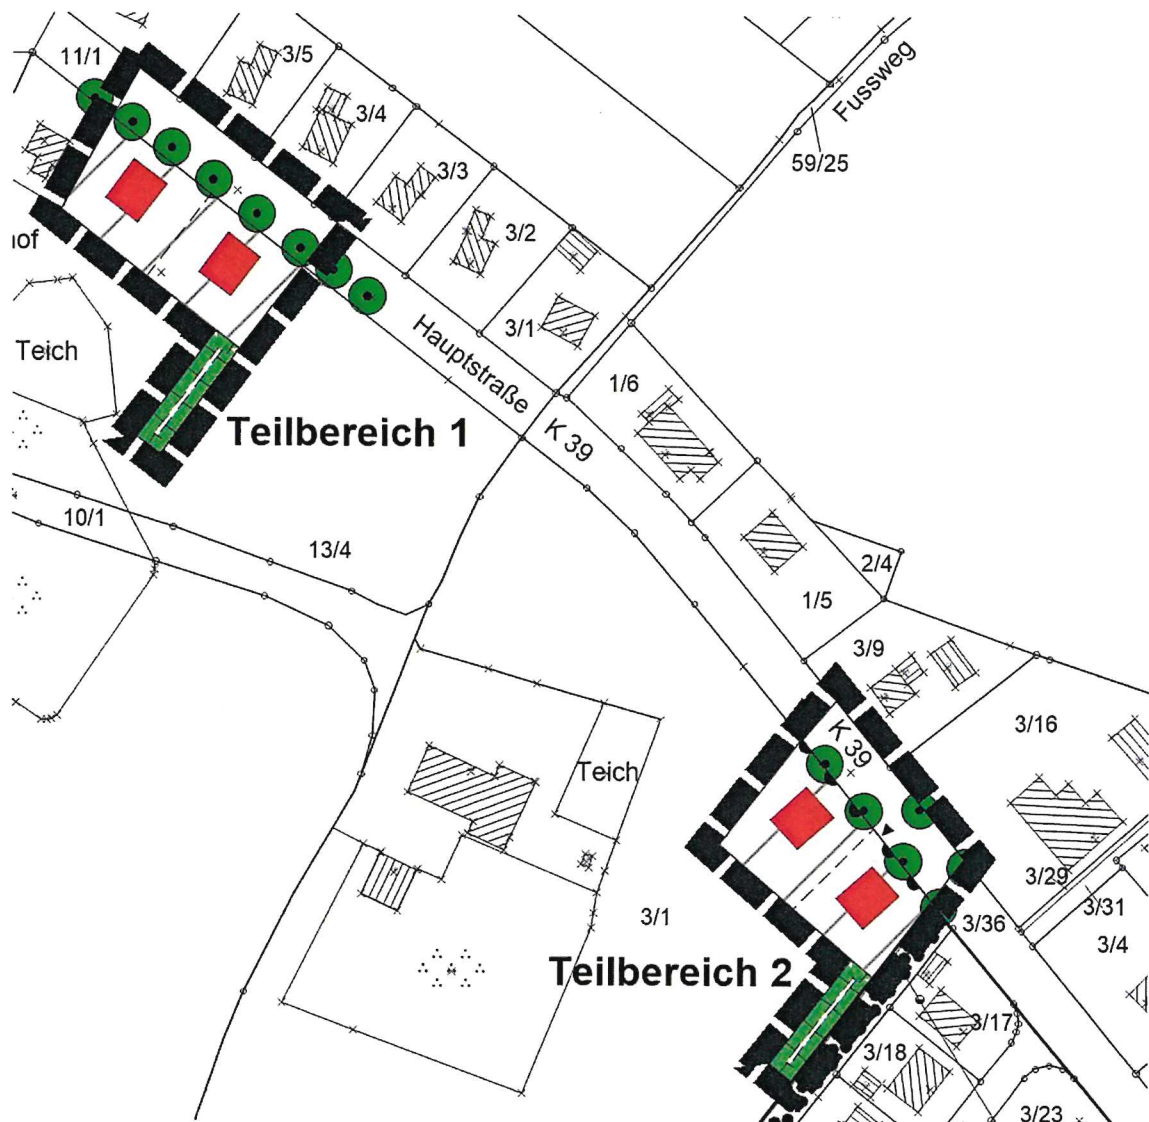 11/1
3/5
3/4
3/3
3/2
3/1
Fussweg
59/25
Teich
Hauptstraße
K 39
1/6
Teilbereich 1
10/1
13/4
1/5
2/4
3/9
K 39
3/16
Teich
3/29
3/31
3/1
3/36
3/4
Teilbereich 2
3/17
3/18
3/23